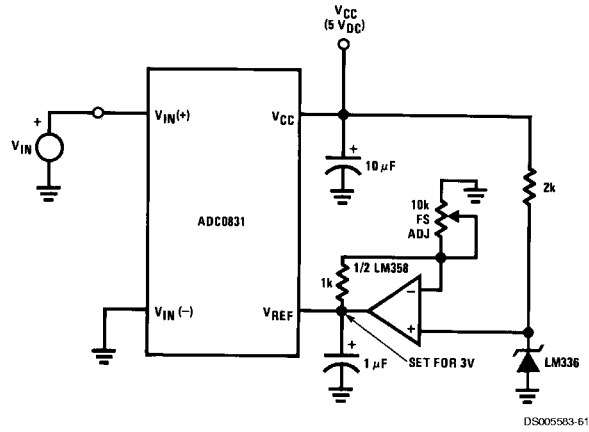 VCC
(5 VDC)
+
VIN
VIN(+)
VCC
+
10 µF
2k
ADC0831
10k
FS
ADJ
1/2 LM358
1k
−
VIN(−)
VREF
+
+
1 µF
SET FOR 3V
LM336
DS005583-61